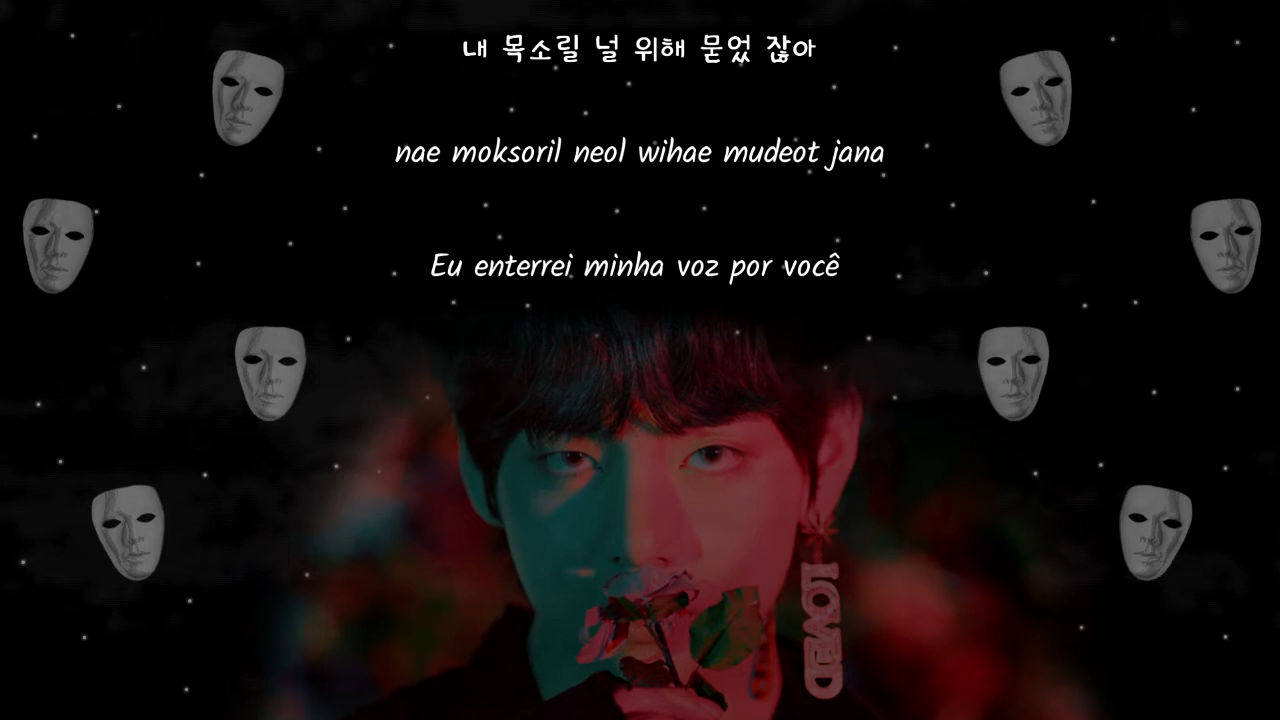 내 목소릴 널 위해 묻었 잖아
nae moksoril neol wihae mudeot jana
Eu enterrei minha voz por você
LOVED